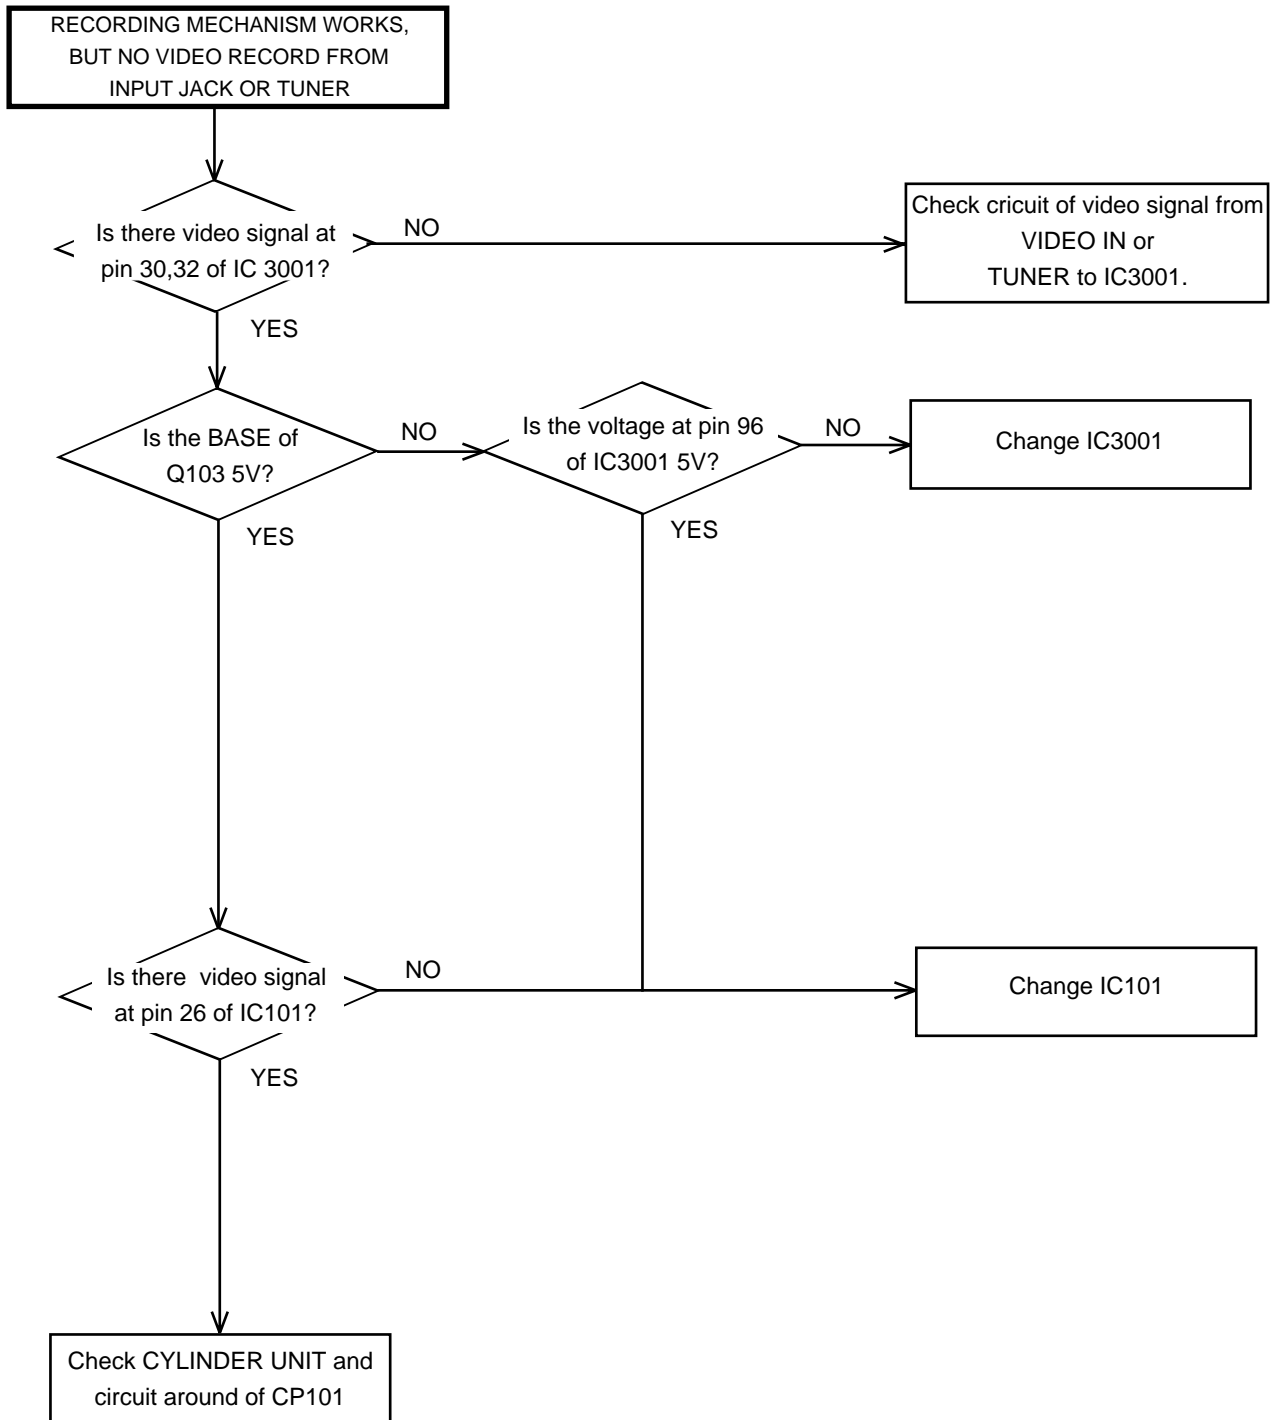 RECORDING MECHANISM WORKS,
BUT NO VIDEO RECORD FROM
INPUT JACK OR TUNER
Is there video signal at
pin 30,32 of IC 3001?
NO
Check cricuit of video signal from
VIDEO IN or
TUNER to IC3001.
YES
Is the BASE of
Q103 5V?
NO
Is the voltage at pin 96
of IC3001 5V?
NO
Change IC3001
YES
YES
Is there  video signal
at pin 26 of IC101?
NO
Change IC101
YES
Check CYLINDER UNIT and
circuit around of CP101